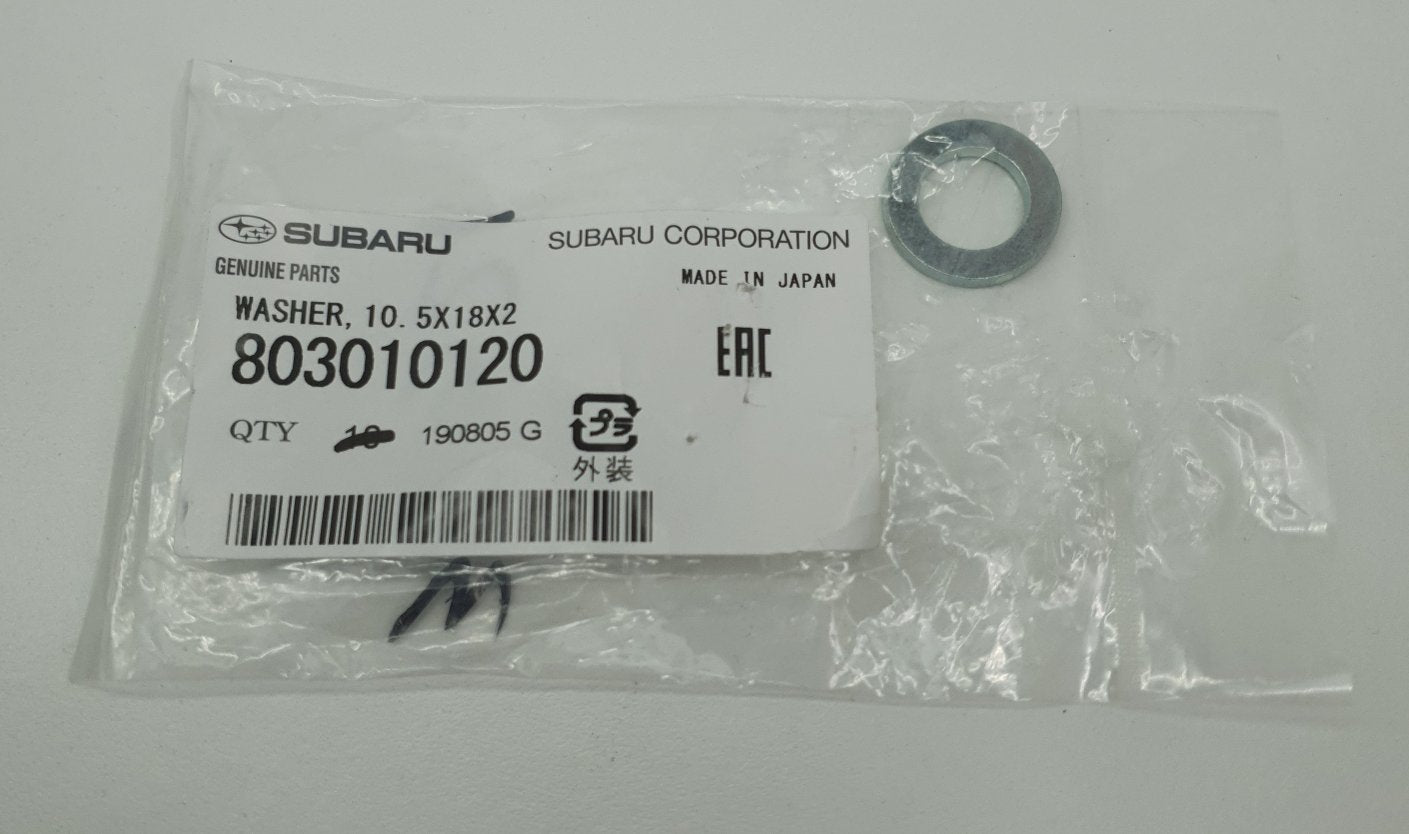 SUBARU
SUBARU CORPORATION
GENUINE PARTS
MADE IN JAPAN
WASHER, 10. 5X18X2
803010120
EAC
QTY 10 190805 G
プラ
外装
M